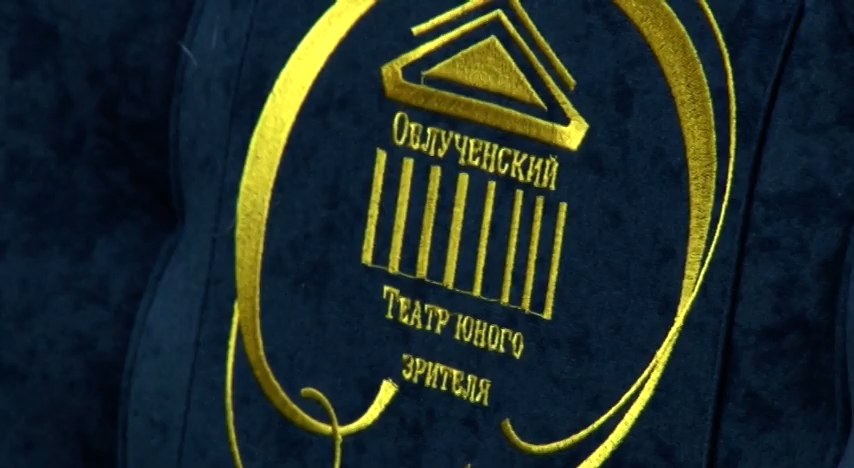 Облученский
Театр юного
зрителя